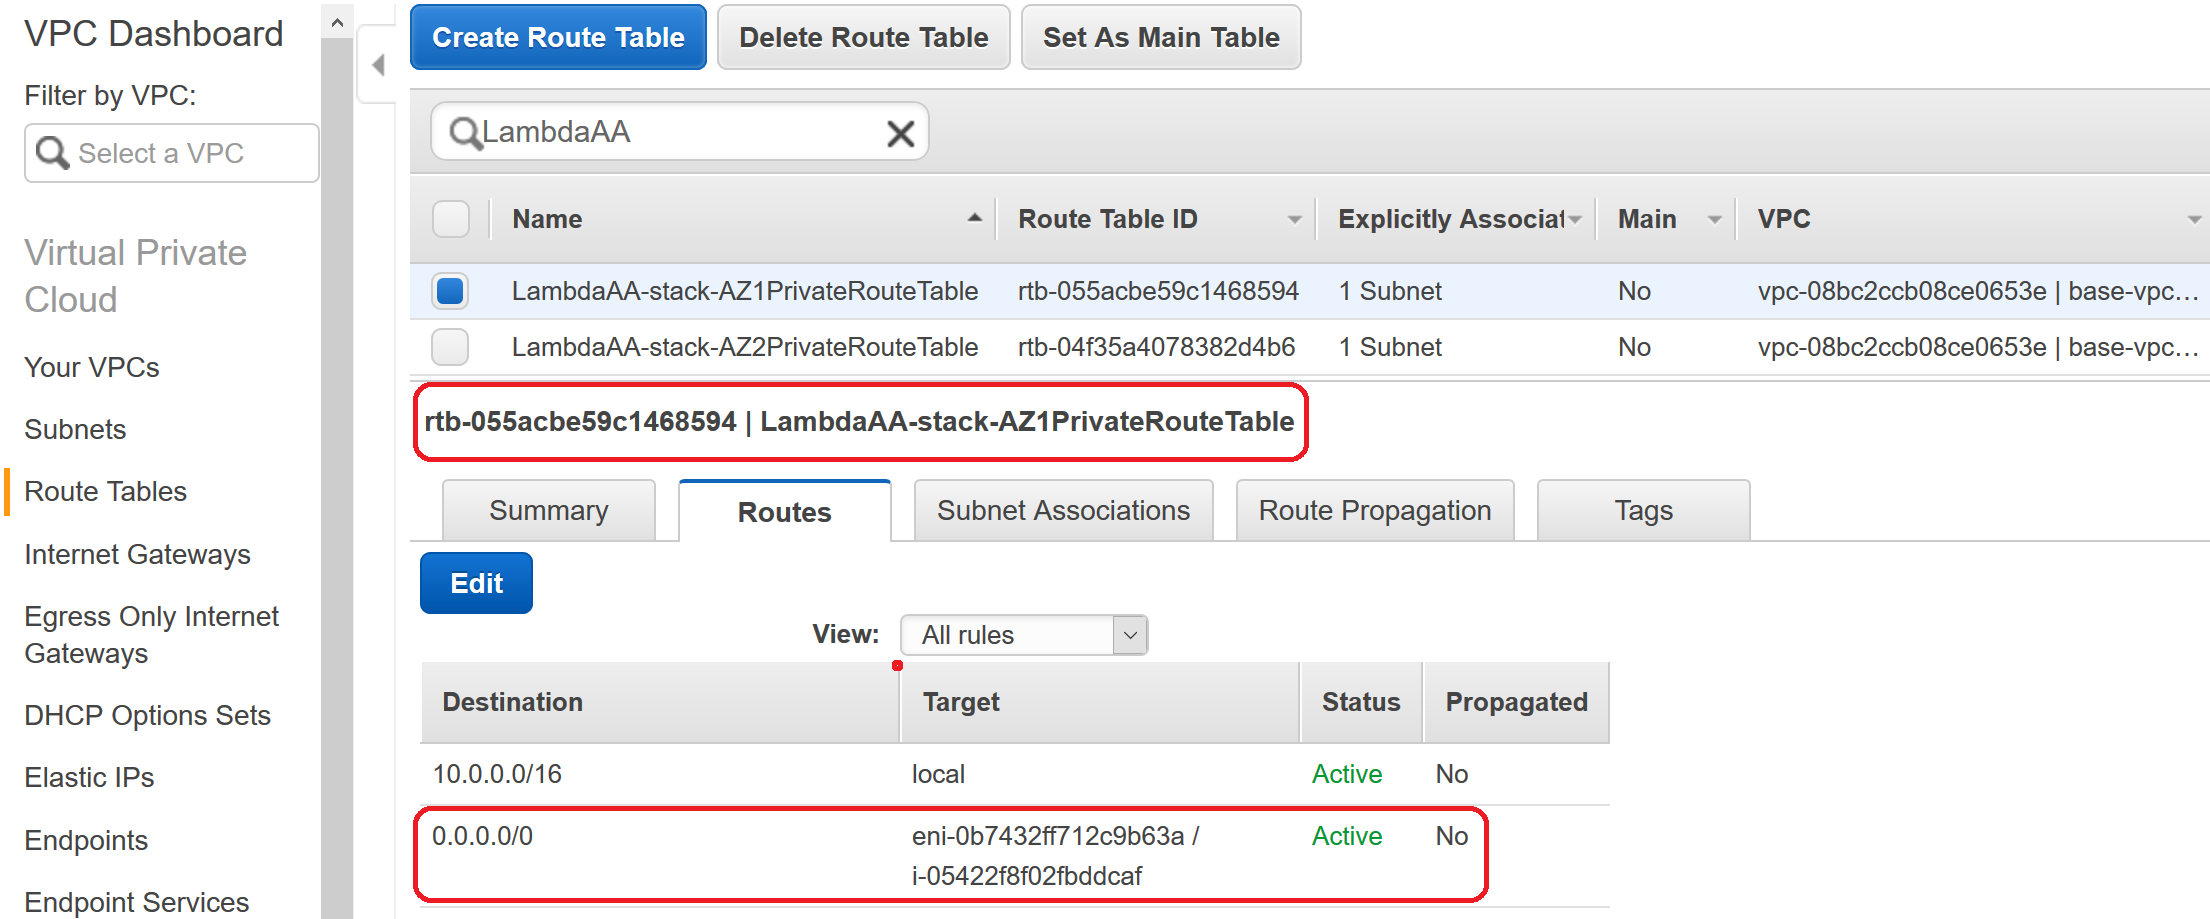 VPC Dashboard
Filter by VPC:
Select a VPC
Virtual Private
Cloud
Your VPCs
Subnets
Route Tables
Internet Gateways
Egress Only Internet
Gateways
DHCP Options Sets
Elastic IPs
Endpoints
Endpoint Services
Create Route Table Delete Route Table Set As Main Table
LambdaAA
Name Route Table ID Explicitly Associat Main VPC
LambdaAA-stack-AZ1PrivateRouteTable rtb-055acbe59c1468594 1 Subnet No vpc-08bc2ccb08ce0653e | base-vpc...
LambdaAA-stack-AZ2PrivateRouteTable rtb-04f35a4078382d4b6 1 Subnet No vpc-08bc2ccb08ce0653e | base-vpc...
rtb-055acbe59c1468594 | LambdaAA-stack-AZ1PrivateRouteTable
Summary Routes Subnet Associations Route Propagation Tags
Edit
View: All rules
Destination Target Status Propagated
10.0.0.0/16 local Active No
0.0.0.0/0 eni-0b7432ff712c9b63a / Active No
i-05422f8f02fbddcaf